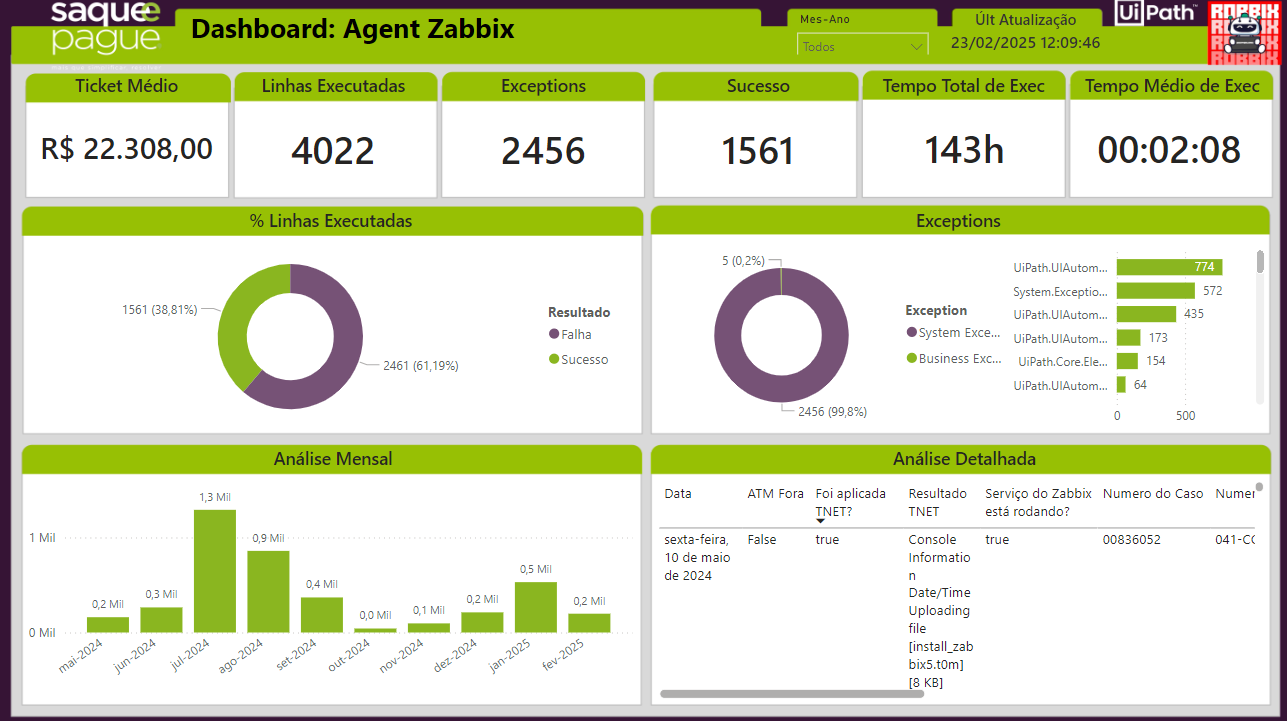 saque e
pague
Dashboard: Agent Zabbix
Mes-Ano
Todos
Últ Atualização
23/02/2025 12:09:46
UiPath™
ROBBIX
ROBBIX
Ticket Médio
R$ 22.308,00
Linhas Executadas
4022
Exceptions
2456
Sucesso
1561
Tempo Total de Exec
143h
Tempo Médio de Exec
00:02:08
% Linhas Executadas
1561 (38,81%)
2461 (61,19%)
Resultado
Falha
Sucesso
Exceptions
5 (0,2%)
2456 (99,8%)
Exception
System Exce...
Business Exc...
UiPath.UIAutom... 774
System.Exceptio... 572
UiPath.UIAutom... 435
UiPath.UIAutom... 173
UiPath.Core.Ele... 154
UiPath.UIAutom... 64
0 500
Análise Mensal
1 Mil
0 Mil
0,2 Mil
0,3 Mil
1,3 Mil
0,9 Mil
0,4 Mil
0,0 Mil
0,1 Mil
0,2 Mil
0,5 Mil
0,2 Mil
mai-2024
jun-2024
jul-2024
ago-2024
set-2024
out-2024
nov-2024
dez-2024
jan-2025
fev-2025
Análise Detalhada
Data
ATM Fora
Foi aplicada
TNET?
Resultado
TNET
Serviço do Zabbix
está rodando?
Numero do Caso
Numer
sexta-feira,
10 de maio
de 2024
False
true
Console
Informatio
n
Date/Time
Uploading
file
[install_zab
bix5.t0m]
[8 KB]
true
00836052
041-CC